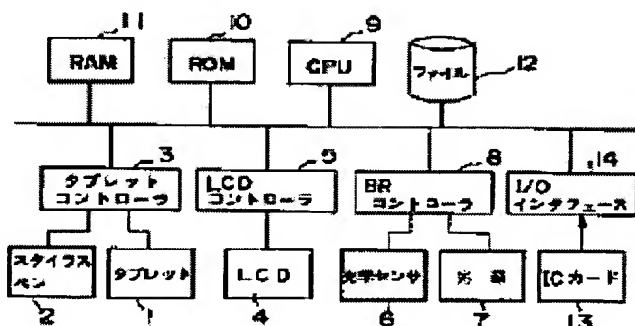 11
10
9
RAM
ROM
CPU
ファイル
12
3
5
8
14
タブレット
コントローラ
LCD
コントローラ
BR
コントローラ
I/O
インタフェース
スタイラス
ペン
タブレット
LCD
光学センサ
光源
ICカード
2
1
4
6
7
13